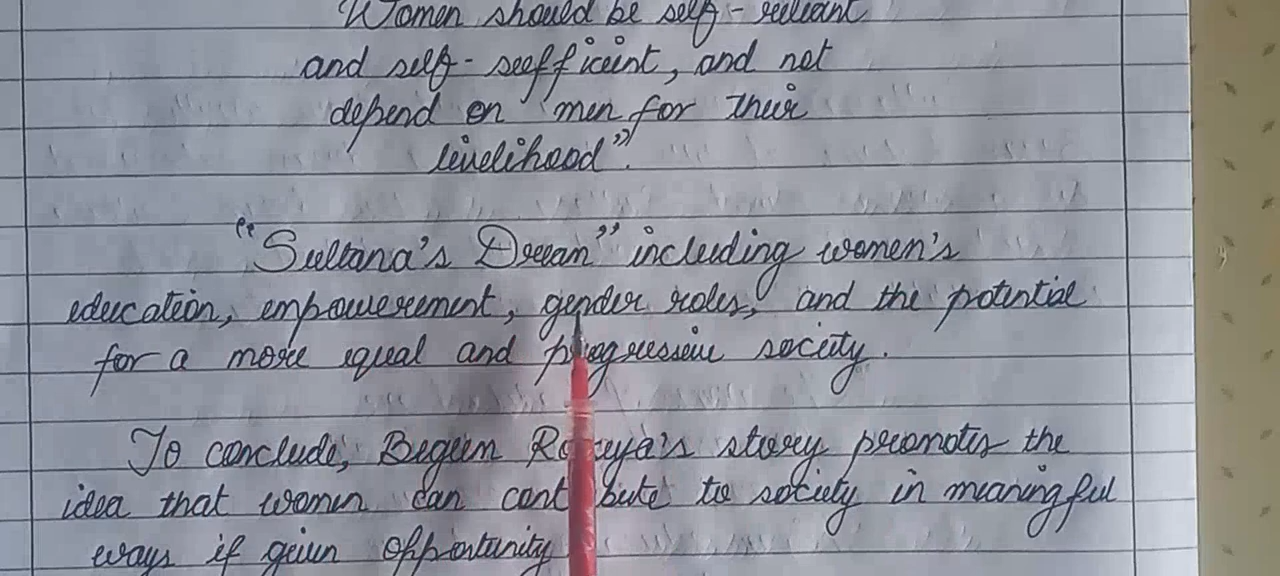 Women should be self-reliant
and self-seefficient, and not
depend on men for their
livelihood".
"Sultana's Dream" including women's
education, empowerement, gender roles, and the potential
for a more equal and progressive society.
To conclude, Begum Rokeya's story promotes the
idea that women can contribute to society in meaningful
ways if given opportunity